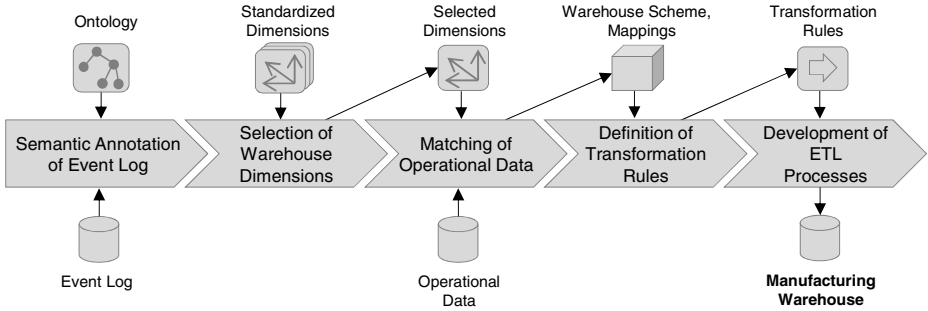 Ontology
Standardized
Dimensions
Selected
Dimensions
Warehouse Scheme,
Mappings
Transformation
Rules
Semantic Annotation
of Event Log
Selection of
Warehouse
Dimensions
Matching of
Operational Data
Definition of
Transformation
Rules
Development of
ETL
Processes
Event Log
Operational
Data
Manufacturing
Warehouse